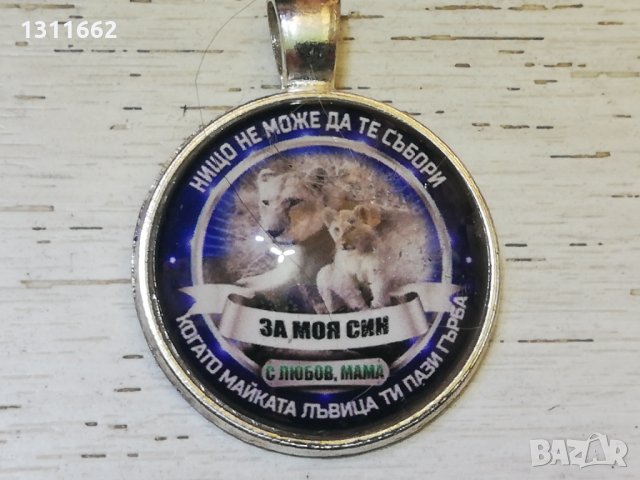 1311662
НИЩО НЕ МОЖЕ ДА ТЕ СЪБОРИ
ЗА МОЯ СИН
С ЛЮБОВ, МАМА
КОГАТО МАЙКАТА ЛЪВИЦА ТИ ПАЗИ ГЪРБА
BAZAR